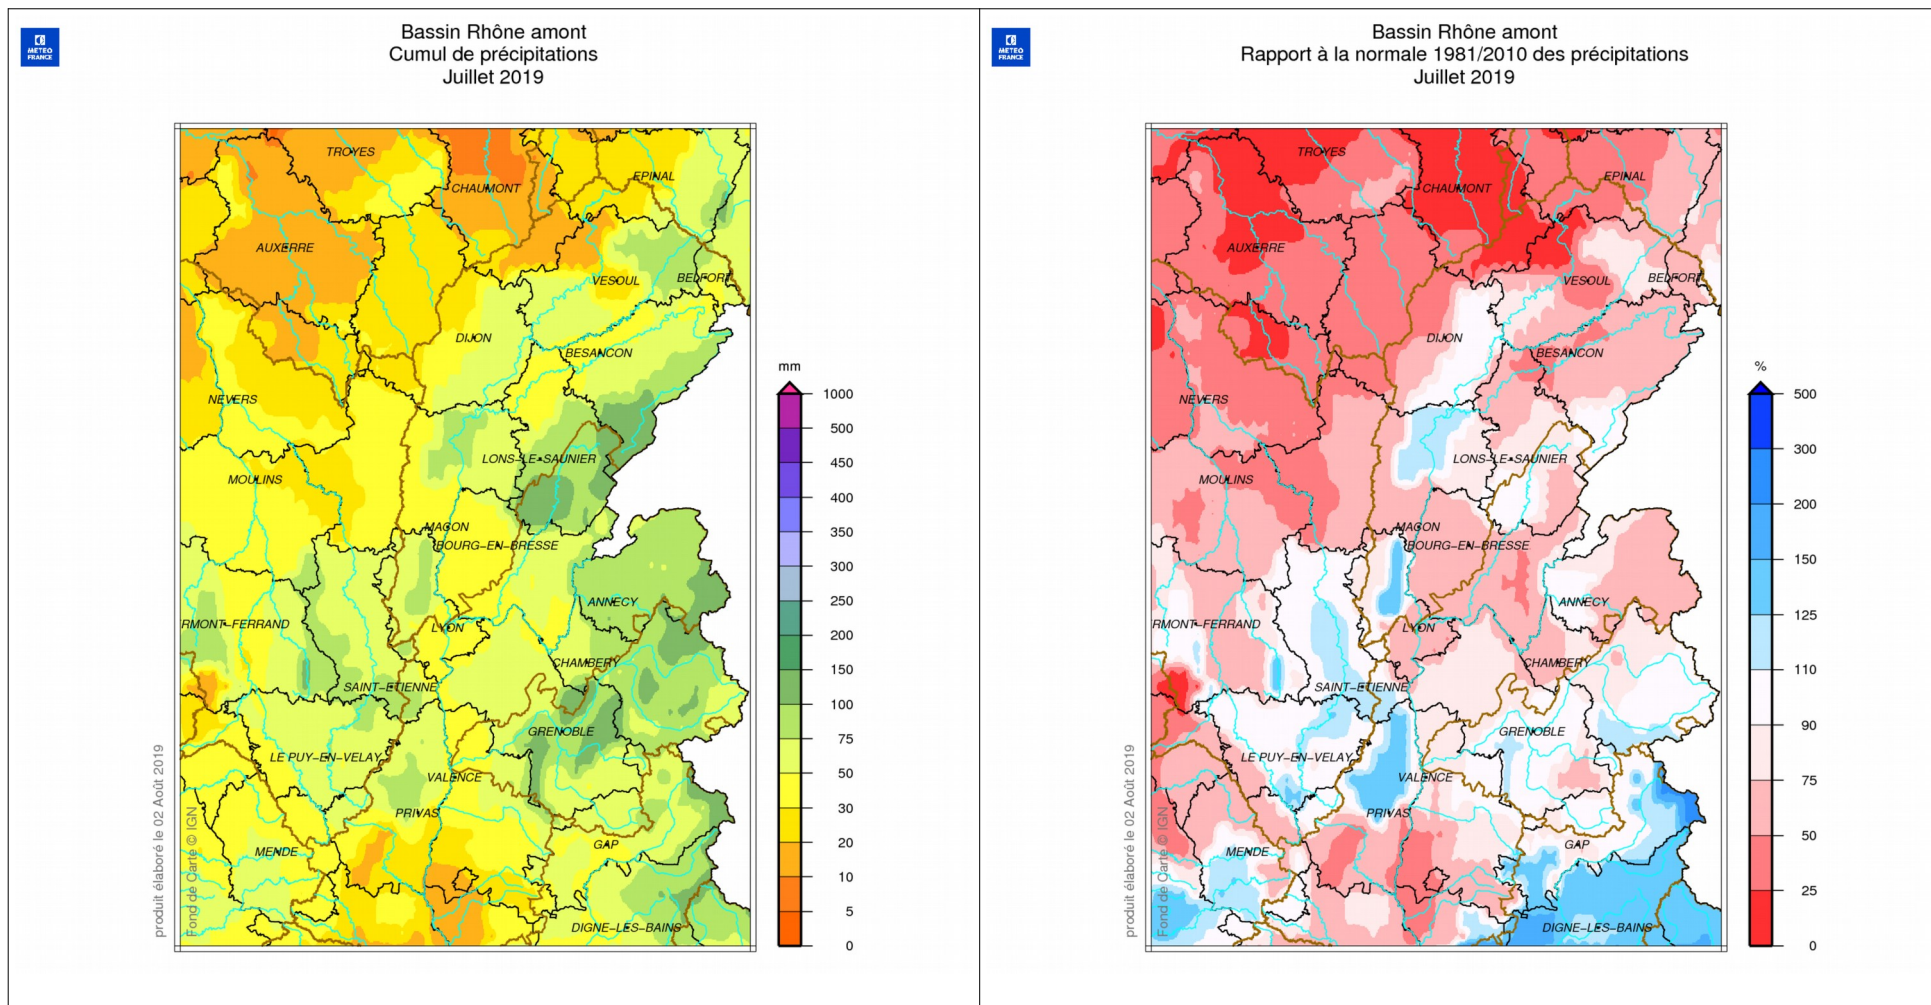 METEO
FRANCE
Bassin Rhône amont
Cumul de précipitations
Juillet 2019
TROYES
CHAUMONT
EPINAL
AUXERRE
VESOUL
BELFORT
DIJON
BESANCON
NEVERS
LONS-LE-SAUNIER
MOULINS
MACON
BOURG-EN-BRESSE
ANNECY
RMONT-FERRAND
LYON
CHAMBERY
SAINT-ETIENNE
GRENOBLE
LE PUY-EN-VELAY
VALENCE
PRIVAS
GAP
MENDE
DIGNE-LES-BAINS
produit élaboré le 02 Août 2019
Fond de Carte © IGN
mm
1000
500
450
400
350
300
250
200
150
100
75
50
30
20
10
5
0
METEO
FRANCE
Bassin Rhône amont
Rapport à la normale 1981/2010 des précipitations
Juillet 2019
TROYES
CHAUMONT
EPINAL
AUXERRE
VESOUL
BELFORT
DIJON
BESANCON
NEVERS
LONS-LE-SAUNIER
MOULINS
MACON
BOURG-EN-BRESSE
ANNECY
RMONT-FERRAND
LYON
CHAMBERY
SAINT-ETIENNE
GRENOBLE
LE PUY-EN-VELAY
VALENCE
PRIVAS
GAP
MENDE
DIGNE-LES-BAINS
produit élaboré le 02 Août 2019
Fond de Carte © IGN
%
500
300
200
150
125
110
90
75
50
25
0